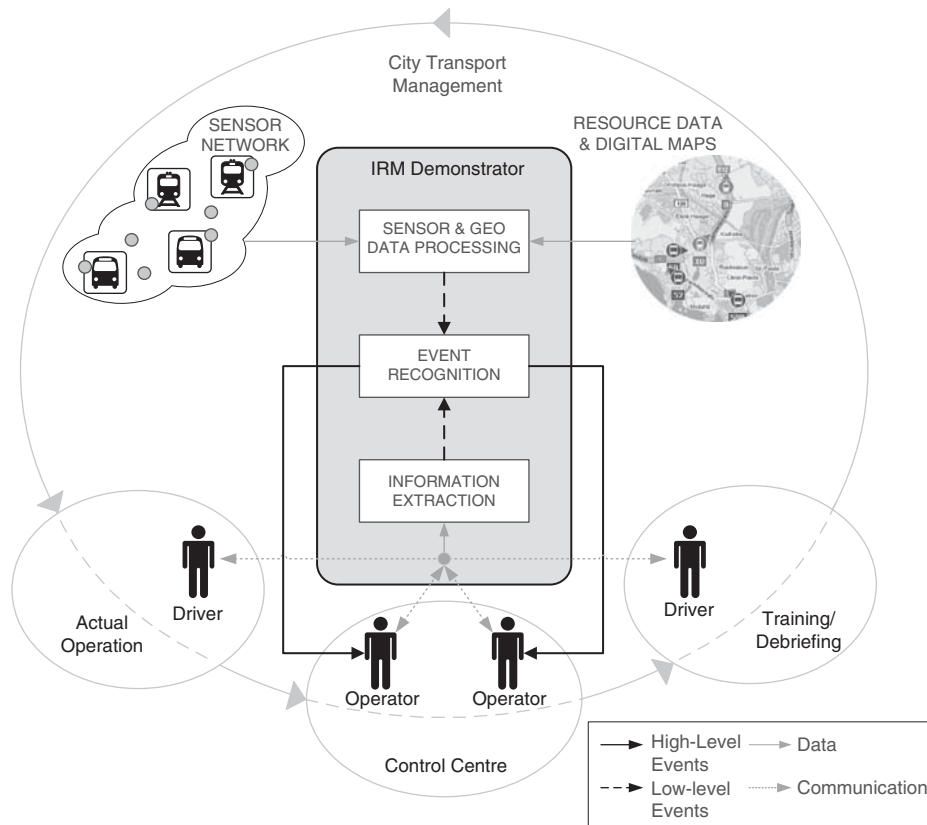 City Transport
Management
SENSOR
NETWORK
RESOURCE DATA
& DIGITAL MAPS
IRM Demonstrator
SENSOR & GEO
DATA PROCESSING
EVENT
RECOGNITION
INFORMATION
EXTRACTION
Driver
Actual
Operation
Driver
Training/
Debriefing
Operator
Operator
Control Centre
High-Level
Events
Data
Low-level
Events
Communication